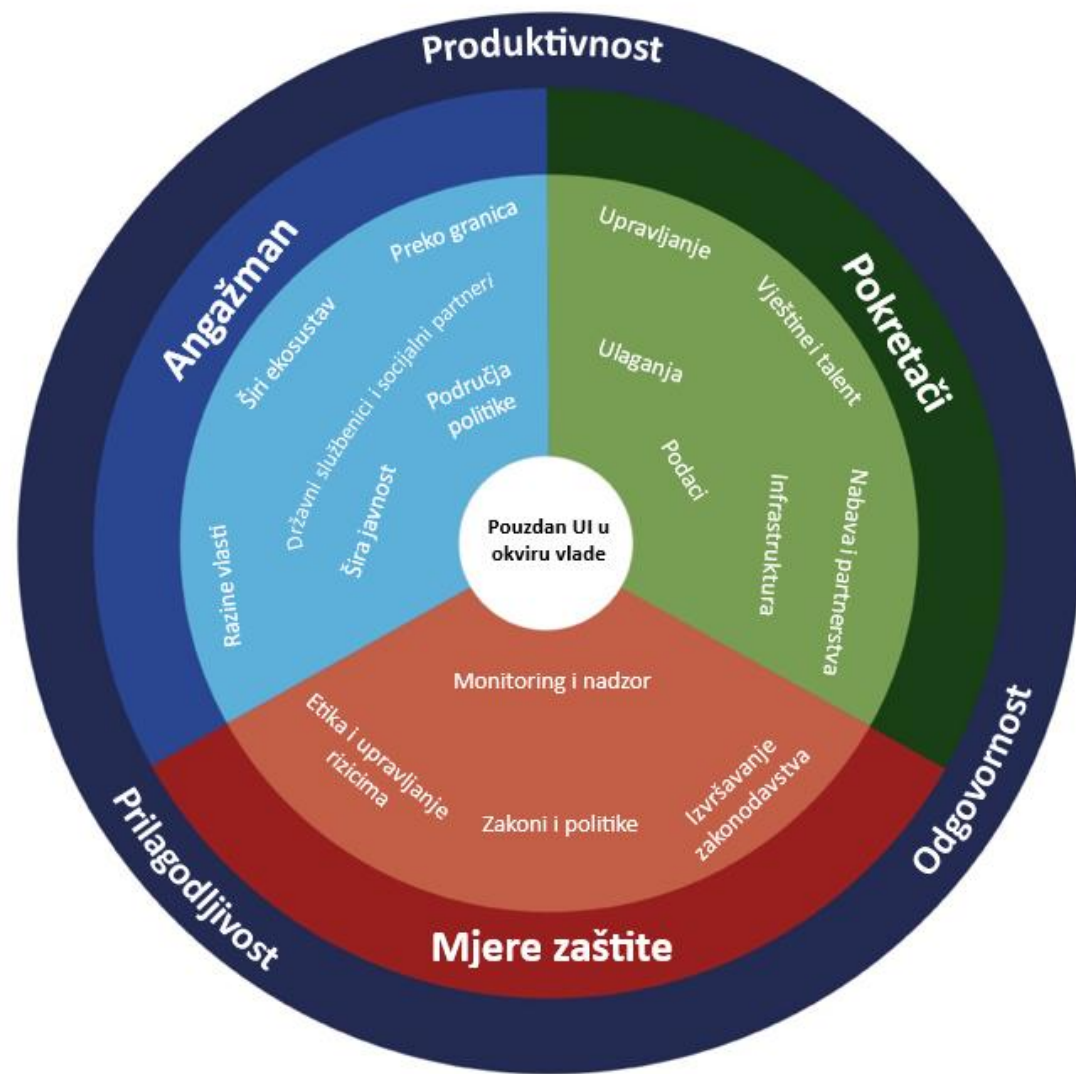 Produktivnost
Angažman
Pokretači
Preko granica
Širi ekosustav
Državni službenici i socijalni partneri
Područja
politike
Šira javnost
Razine vlasti
Upravljanje
Vještine i talent
Ulaganja
Podaci
Infrastruktura
Nabava i partnerstva
Pouzdan UI u
okviru vlade
Monitoring i nadzor
Etika i upravljanje
rizicima
Zakoni i politike
Izvršavanje
zakonodavstva
Mjere zaštite
Prilagodljivost
Odgovornost